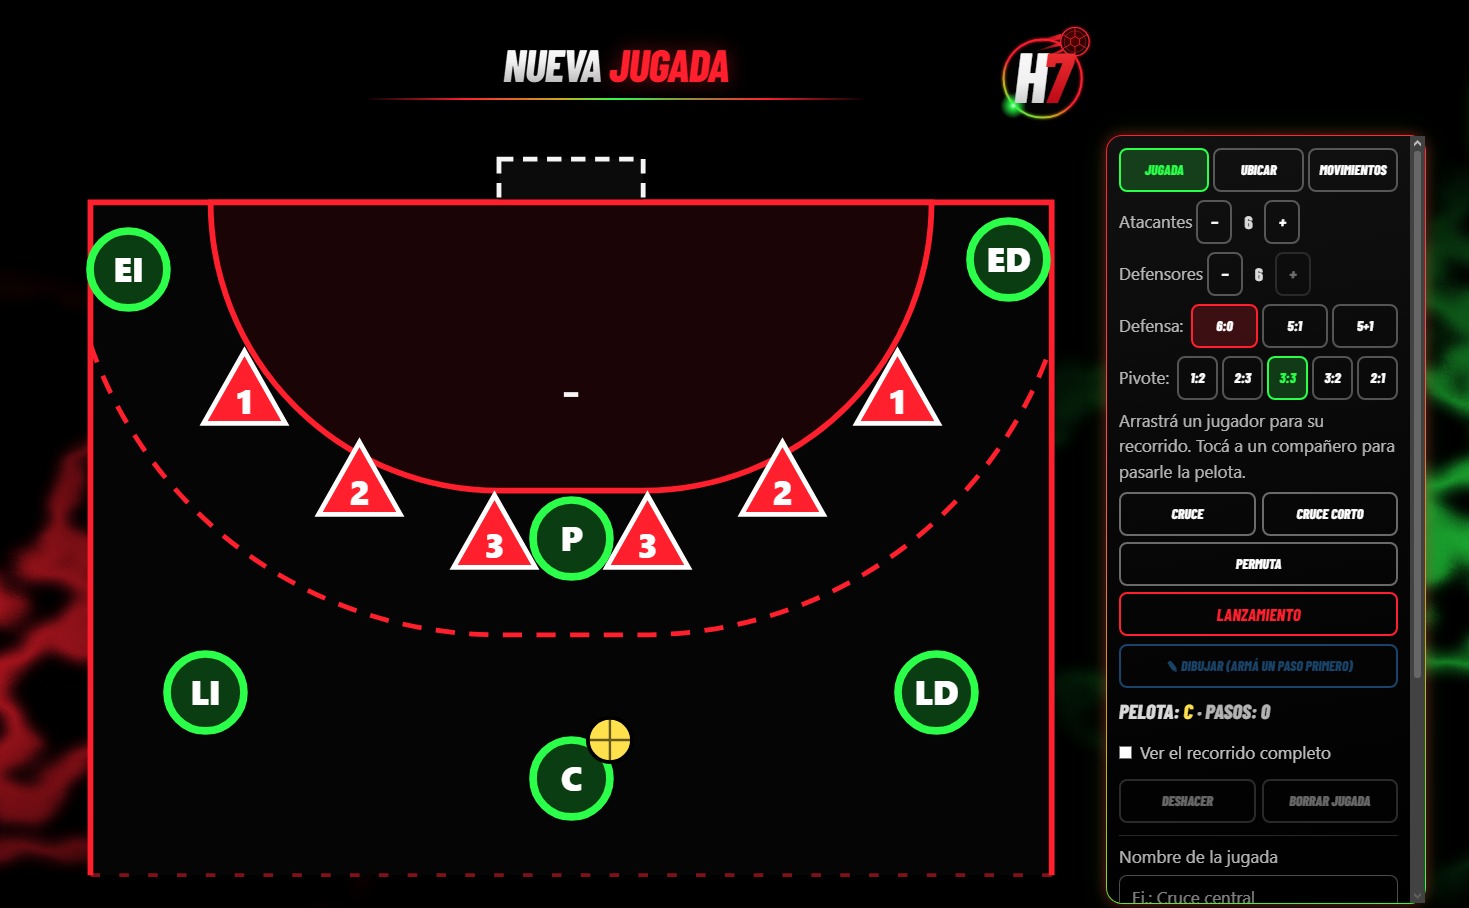 NUEVA JUGADA
H7
EI
ED
1
1
2
2
3
P
3
LI
LD
C
JUGADA UBICAR MOVIMIENTOS
Atacantes - 6 +
Defensores - 6 +
Defensa: 6:0 5:1 5+1
Pivote: 1:2 2:3 3:3 3:2 2:1
Arrastrá un jugador para su
recorrido. Tocá a un compañero para
pasarle la pelota.
CRUCE CRUCE CORTO
PERMUTA
LANZAMIENTO
✎ DIBUJAR (ARMÁ UN PASO PRIMERO)
PELOTA: C · PASOS: 0
Ver el recorrido completo
DESHACER BORRAR JUGADA
Nombre de la jugada
Ej.: Cruce central